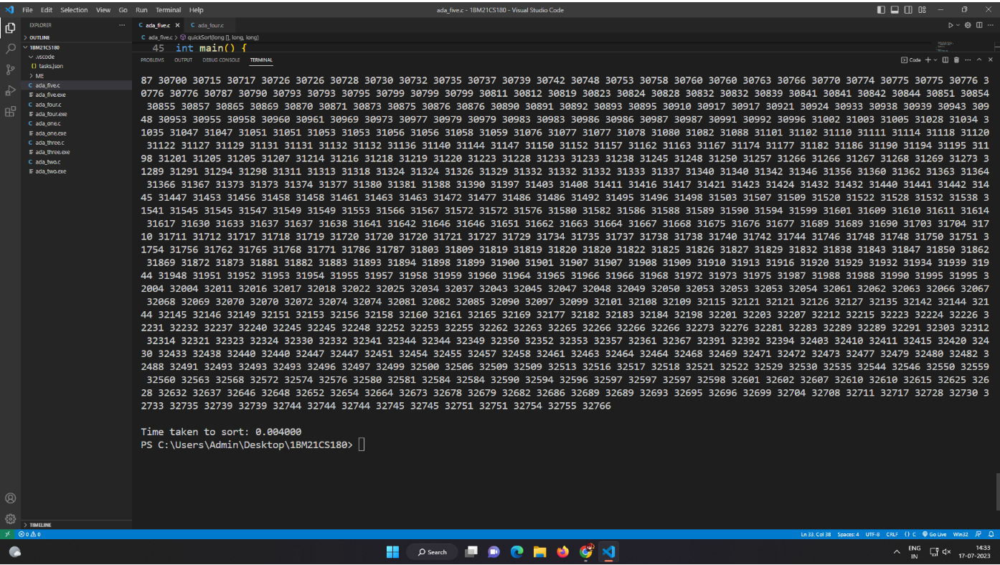 File Edit Selection View Go Run Terminal Help
ada_five.c - 1BM21CS180 - Visual Studio Code
EXPLORER
OUTLINE
1BM21CS180
.vscode
tasks.json
ME
ada_five.c
ada_five.exe
ada_four.c
ada_four.exe
ada_one.c
ada_one.exe
ada_three.c
ada_three.exe
ada_two.c
ada_two.exe
TIMELINE
ada_five.c ada_four.c
ada_five.c > quickSort(long [], long, long)
45 int main() {
PROBLEMS OUTPUT DEBUG CONSOLE TERMINAL
Code
87 30700 30715 30717 30726 30726 30728 30730 30732 30735 30737 30739 30742 30748 30753 30758 30760 30760 30763 30766 30770 30774 30775 30775 30776 3
0776 30776 30787 30790 30793 30793 30795 30799 30799 30799 30811 30812 30819 30823 30824 30828 30832 30832 30839 30841 30841 30842 30844 30851 30854
30855 30857 30865 30869 30870 30871 30873 30875 30876 30876 30890 30891 30892 30893 30895 30910 30917 30917 30921 30924 30933 30938 30939 30943 309
48 30953 30955 30958 30960 30961 30969 30973 30977 30979 30979 30983 30983 30986 30986 30987 30987 30991 30992 30996 31002 31003 31005 31028 31034 3
1035 31047 31047 31051 31051 31053 31053 31056 31056 31058 31059 31076 31077 31077 31078 31080 31082 31088 31101 31102 31110 31111 31114 31118 31120
31122 31127 31129 31131 31131 31132 31132 31136 31140 31144 31147 31150 31152 31157 31162 31163 31167 31174 31177 31182 31186 31190 31194 31195 311
98 31201 31205 31205 31207 31214 31216 31218 31219 31220 31223 31228 31233 31233 31238 31245 31248 31250 31257 31266 31266 31267 31268 31269 31273 3
1289 31291 31294 31298 31311 31313 31318 31324 31324 31326 31329 31332 31332 31332 31333 31337 31340 31340 31342 31346 31356 31360 31362 31363 31364
31366 31367 31373 31373 31374 31377 31380 31381 31388 31390 31397 31403 31408 31411 31416 31417 31421 31423 31424 31432 31432 31440 31441 31442 314
45 31447 31453 31456 31458 31458 31461 31463 31463 31472 31477 31486 31486 31492 31495 31496 31498 31503 31507 31509 31520 31522 31528 31532 31538 3
1541 31545 31545 31547 31549 31549 31553 31566 31567 31572 31572 31576 31580 31582 31586 31588 31589 31590 31594 31599 31601 31609 31610 31611 31614
31617 31630 31633 31637 31637 31638 31641 31642 31646 31646 31651 31662 31663 31664 31667 31668 31675 31676 31677 31689 31689 31690 31703 31704 317
10 31711 31712 31717 31718 31719 31720 31720 31720 31721 31727 31729 31734 31735 31737 31738 31738 31740 31742 31744 31746 31748 31748 31750 31751 3
1754 31756 31762 31765 31768 31771 31786 31787 31803 31809 31819 31819 31820 31820 31822 31825 31826 31827 31829 31832 31838 31843 31847 31850 31862
31869 31872 31873 31881 31882 31883 31893 31894 31898 31899 31900 31901 31907 31907 31908 31909 31910 31913 31916 31920 31929 31932 31934 31939 319
44 31948 31951 31952 31953 31954 31955 31957 31958 31959 31960 31964 31965 31966 31966 31968 31972 31973 31975 31987 31988 31988 31990 31995 31995 3
2004 32004 32011 32016 32017 32018 32022 32025 32034 32037 32043 32045 32047 32048 32049 32050 32053 32053 32053 32054 32061 32062 32063 32066 32067
32068 32069 32070 32070 32072 32074 32074 32081 32082 32085 32090 32097 32099 32101 32108 32109 32115 32121 32121 32126 32127 32135 32142 32144 321
44 32145 32146 32149 32151 32153 32156 32158 32160 32161 32165 32169 32177 32182 32183 32184 32198 32201 32203 32207 32212 32215 32223 32224 32226 3
2231 32232 32237 32240 32245 32245 32248 32252 32253 32255 32262 32263 32265 32266 32266 32266 32273 32276 32281 32283 32289 32289 32291 32303 32312
32314 32321 32323 32324 32330 32332 32341 32344 32344 32349 32350 32352 32353 32357 32361 32367 32391 32392 32394 32403 32410 32411 32415 32420 324
30 32433 32438 32440 32440 32447 32447 32451 32454 32455 32457 32458 32461 32463 32464 32464 32468 32469 32471 32472 32473 32477 32479 32480 32482 3
2488 32491 32493 32493 32493 32496 32497 32499 32500 32506 32509 32509 32513 32516 32517 32518 32521 32522 32529 32530 32535 32544 32546 32550 32559
32560 32563 32568 32572 32574 32576 32580 32581 32584 32584 32590 32594 32596 32597 32597 32597 32598 32601 32602 32607 32610 32610 32615 32625 326
28 32632 32637 32646 32648 32652 32654 32664 32673 32678 32679 32682 32686 32689 32689 32693 32695 32696 32699 32704 32708 32711 32717 32728 32730 3
2733 32735 32739 32739 32744 32744 32744 32745 32745 32751 32751 32754 32755 32766
Time taken to sort: 0.004000
PS C:\Users\Admin\Desktop\1BM21CS180>
0 0
Ln 33, Col 38 Spaces: 4 UTF-8 CRLF {} C Go Live Win32
Search
ENG
IN
14:33
17-07-2023